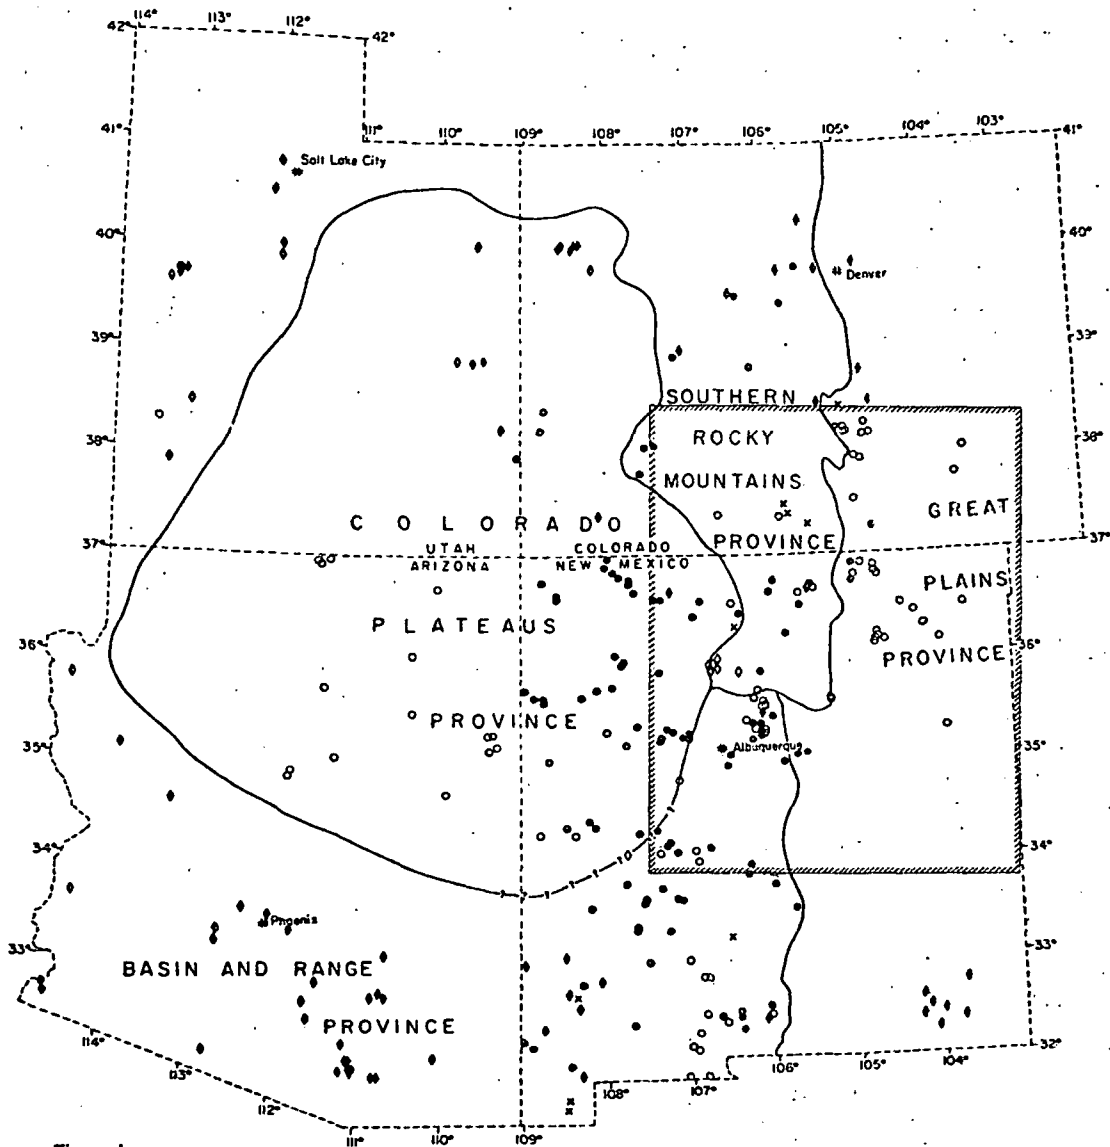 114° 113° 112°
42° 42°
41° 111° 110° 109° 108° 107° 106° 105° 104° 103° 41°
Salt Lake City
40° 40°
Denver
39° 39°
SOUTHERN
38° ROCKY 38°
MOUNTAINS
COLORADO GREAT
37° UTAH COLORADO PROVINCE 37°
ARIZONA NEW MEXICO
PLAINS
PLATEAUS
36° PROVINCE 36°
PROVINCE
35° Albuquerque 35°
34° 34°
Phoenix
33° 33°
BASIN AND RANGE
PROVINCE
114° 113° 112° 111° 110° 109° 108° 107° 106° 105° 104° 32°